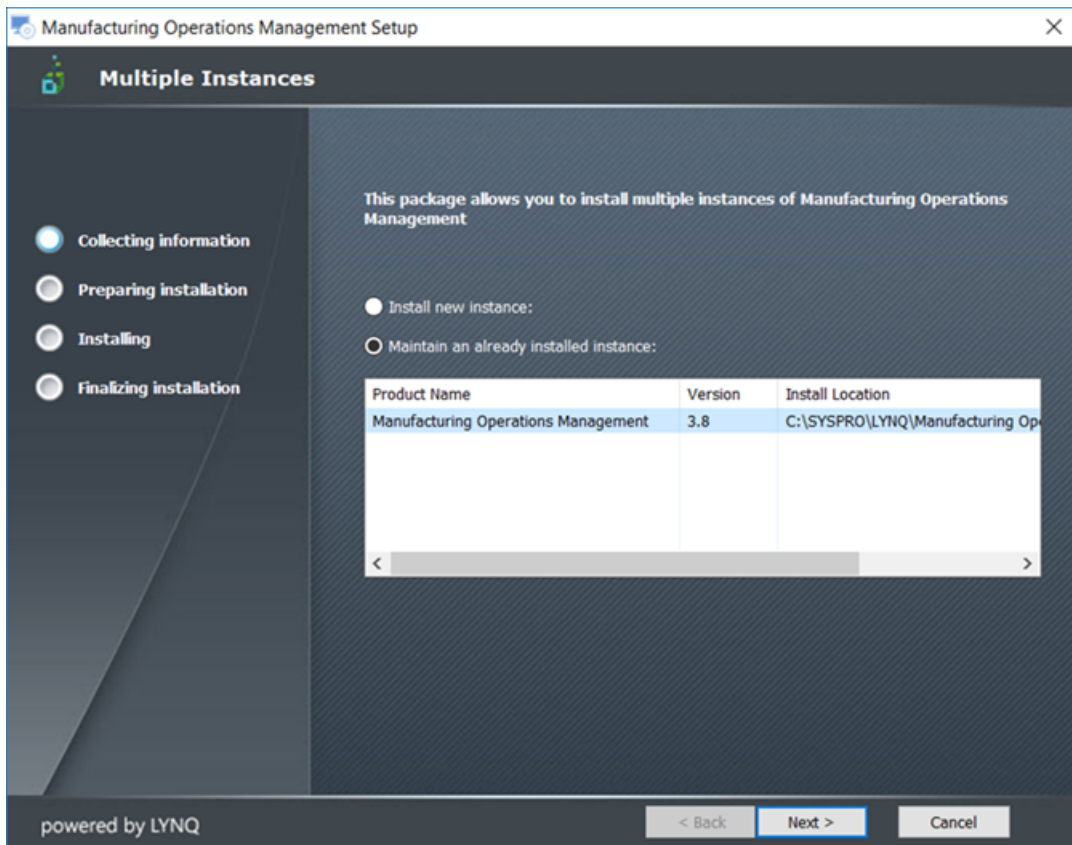 Manufacturing Operations Management Setup
Multiple Instances
Collecting information
Preparing installation
Installing
Finalizing installation
This package allows you to install multiple instances of Manufacturing Operations
Management
Install new instance:
Maintain an already installed instance:
Product Name Version Install Location
Manufacturing Operations Management 3.8 C:\SYSPRO\LYNQ\Manufacturing Ope
powered by LYNQ
< Back Next > Cancel